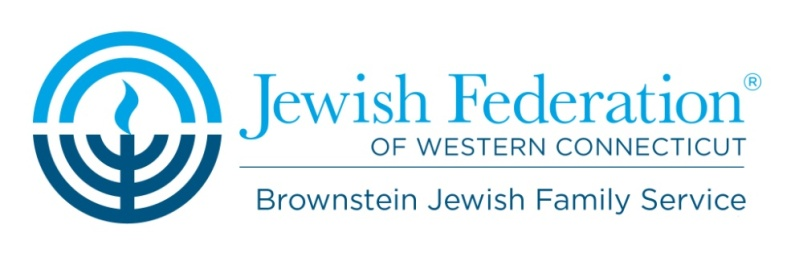 Jewish Federation®
OF WESTERN CONNECTICUT
Brownstein Jewish Family Service